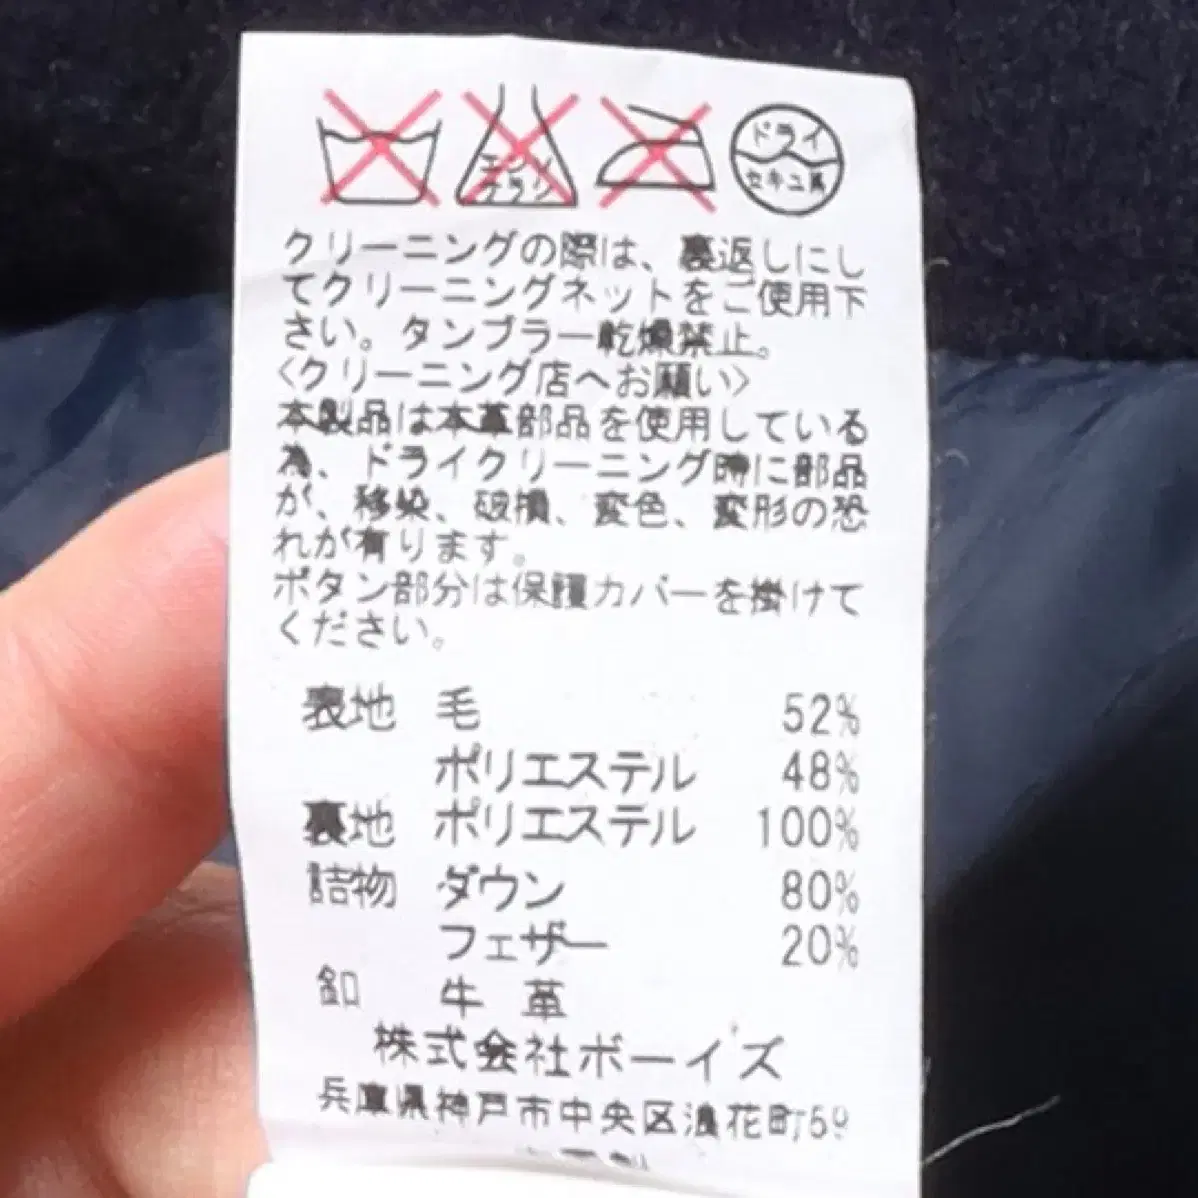 エンソ
サラシ
ドライ
セキユ系
クリーニングの際は、裏返しにし
てクリーニングネットをご使用下
さい。タンブラー乾燥禁止。
<クリーニング店へお願い>
本製品は本革部品を使用している
為、ドライクリーニング時に部品
が、移染、破損、変色、変形の恐
れが有ります。
ボタン部分は保護カバーを掛けて
ください。
表地 毛 52%
ポリエステル 48%
裏地 ポリエステル 100%
詰物 ダウン 80%
フェザー 20%
釦 牛 革
株式会社ボーイズ
兵庫県神戸市中央区浪花町59